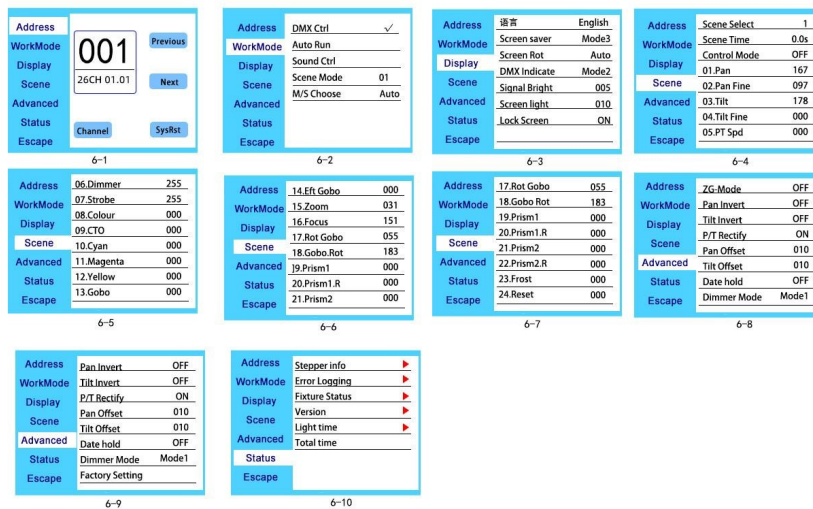 Address
WorkMode
Display
Scene
Advanced
Status
Escape
001
26CH 01.01
Previous
Next
Channel
SysRst
6-1
Address
WorkMode
Display
Scene
Advanced
Status
Escape
DMX Ctrl ✓
Auto Run
Sound Ctrl
Scene Mode 01
M/S Choose Auto
6-2
Address
WorkMode
Display
Scene
Advanced
Status
Escape
语言 English
Screen saver Mode3
Screen Rot Auto
DMX Indicate Mode2
Signal Bright 005
Screen light 010
Lock Screen ON
6-3
Address
WorkMode
Display
Scene
Advanced
Status
Escape
Scene Select 1
Scene Time 0.0s
Control Mode OFF
01.Pan 167
02.Pan Fine 097
03.Tilt 178
04.Tilt Fine 000
05.PT Spd 000
6-4
Address
WorkMode
Display
Scene
Advanced
Status
Escape
06.Dimmer 255
07.Strobe 255
08.Colour 000
09.CTO 000
10.Cyan 000
11.Magenta 000
12.Yellow 000
13.Gobo 000
6-5
Address
WorkMode
Display
Scene
Advanced
Status
Escape
14.Eft Gobo 000
15.Zoom 031
16.Focus 151
17.Rot Gobo 055
18.Gobo.Rot 183
19.Prism1 000
20.Prism1.R 000
21.Prism2 000
6-6
Address
WorkMode
Display
Scene
Advanced
Status
Escape
17.Rot Gobo 055
18.Gobo Rot 183
19.Prism1 000
20.Prism1.R 000
21.Prism2 000
22.Prism2.R 000
23.Frost 000
24.Reset 000
6-7
Address
WorkMode
Display
Scene
Advanced
Status
Escape
ZG-Mode OFF
Pan Invert OFF
Tilt Invert OFF
P/T Rectify ON
Pan Offset 010
Tilt Offset 010
Date hold OFF
Dimmer Mode Mode1
6-8
Address
WorkMode
Display
Scene
Advanced
Status
Escape
Pan Invert OFF
Tilt Invert OFF
P/T Rectify ON
Pan Offset 010
Tilt Offset 010
Date hold OFF
Dimmer Mode Mode1
Factory Setting
6-9
Address
WorkMode
Display
Scene
Advanced
Status
Escape
Stepper info
Error Logging
Fixture Status
Version
Light time
Total time
6-10